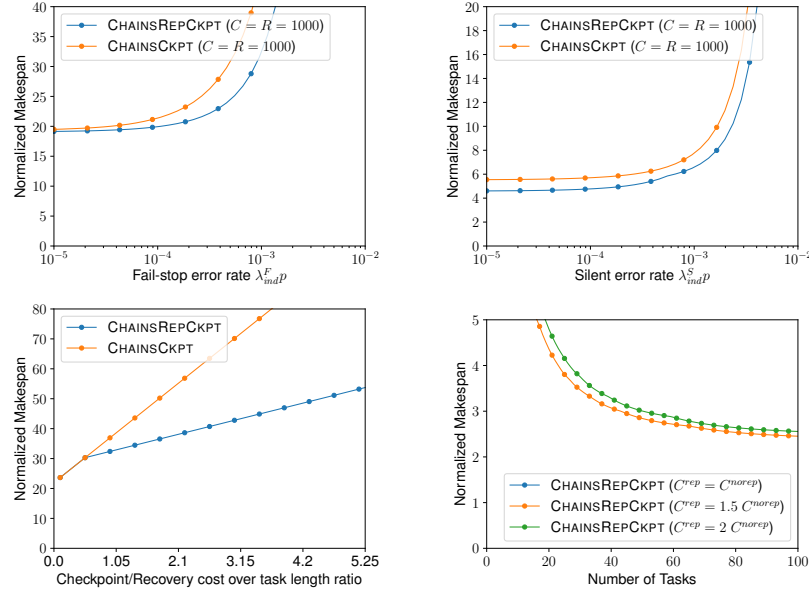 40
35
30
25
20
15
10
5
0
Normalized Makespan
CHAINSREPCKPT (C = R = 1000)
CHAINSCKPT (C = R = 1000)
10⁻⁵ 10⁻⁴ 10⁻³ 10⁻²
Fail-stop error rate λ^F_ind p
20
18
16
14
12
10
8
6
4
2
0
Normalized Makespan
CHAINSREPCKPT (C = R = 1000)
CHAINSCKPT (C = R = 1000)
10⁻⁵ 10⁻⁴ 10⁻³ 10⁻²
Silent error rate λ^S_ind p
80
70
60
50
40
30
20
10
0
Normalized Makespan
CHAINSREPCKPT
CHAINSCKPT
0.0 1.05 2.1 3.15 4.2 5.25
Checkpoint/Recovery cost over task length ratio
5
4
3
2
1
0
Normalized Makespan
CHAINSREPCKPT (C^rep = C^norep)
CHAINSREPCKPT (C^rep = 1.5 C^norep)
CHAINSREPCKPT (C^rep = 2 C^norep)
0 20 40 60 80 100
Number of Tasks